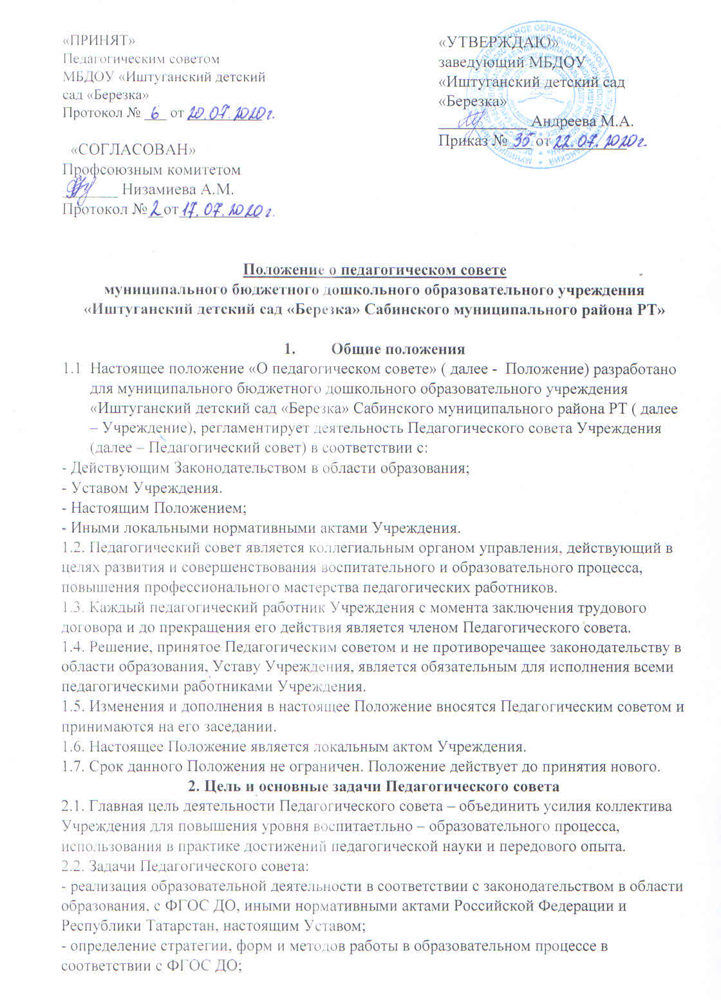 «ПРИНЯТ»
Педагогическим советом
МБДОУ «Иштуганский детский
сад «Березка»
Протокол № 6 от 20.07.2020г.
«СОГЛАСОВАН»
Профсоюзным комитетом
Низамиева А.М.
Протокол № 2 от 17.07.2020г.
«УТВЕРЖДАЮ»
заведующий МБДОУ
«Иштуганский детский сад
«Березка»
Андреева М.А.
Приказ № 35 от 22.07.2020г.
Положение о педагогическом совете
муниципального бюджетного дошкольного образовательного учреждения
«Иштуганский детский сад «Березка» Сабинского муниципального района РТ»
1. Общие положения
1.1 Настоящее положение «О педагогическом совете» ( далее - Положение) разработано
для муниципального бюджетного дошкольного образовательного учреждения
«Иштуганский детский сад «Березка» Сабинского муниципального района РТ ( далее
– Учреждение), регламентирует деятельность Педагогического совета Учреждения
(далее – Педагогический совет) в соответствии с:
- Действующим Законодательством в области образования;
- Уставом Учреждения.
- Настоящим Положением;
- Иными локальными нормативными актами Учреждения.
1.2. Педагогический совет является коллегиальным органом управления, действующий в
целях развития и совершенствования воспитательного и образовательного процесса,
повышения профессионального мастерства педагогических работников.
1.3. Каждый педагогический работник Учреждения с момента заключения трудового
договора и до прекращения его действия является членом Педагогического совета.
1.4. Решение, принятое Педагогическим советом и не противоречащее законодательству в
области образования, Уставу Учреждения, является обязательным для исполнения всеми
педагогическими работниками Учреждения.
1.5. Изменения и дополнения в настоящее Положение вносятся Педагогическим советом и
принимаются на его заседании.
1.6. Настоящее Положение является локальным актом Учреждения.
1.7. Срок данного Положения не ограничен. Положение действует до принятия нового.
2. Цель и основные задачи Педагогического совета
2.1. Главная цель деятельности Педагогического совета – объединить усилия коллектива
Учреждения для повышения уровня воспитаетльно – образовательного процесса,
использования в практике достижений педагогической науки и передового опыта.
2.2. Задачи Педагогического совета:
- реализация образовательной деятельности в соответствии с законодательством в области
образования, с ФГОС ДО, иными нормативными актами Российской Федерации и
Республики Татарстан, настоящим Уставом;
- определение стратегии, форм и методов работы в образовательном процессе в
соответствии с ФГОС ДО;